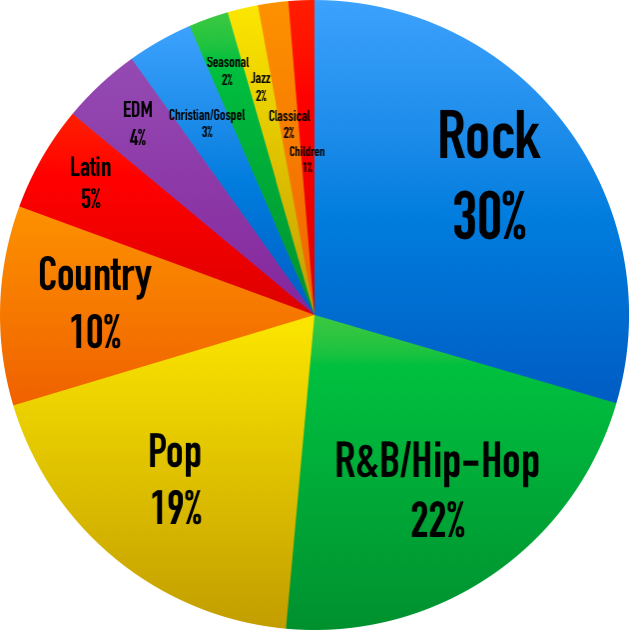 Rock
30%
R&B/Hip-Hop
22%
Pop
19%
Country
10%
Latin
5%
EDM
4%
Christian/Gospel
3%
Seasonal
2%
Jazz
2%
Classical
2%
Children
1%